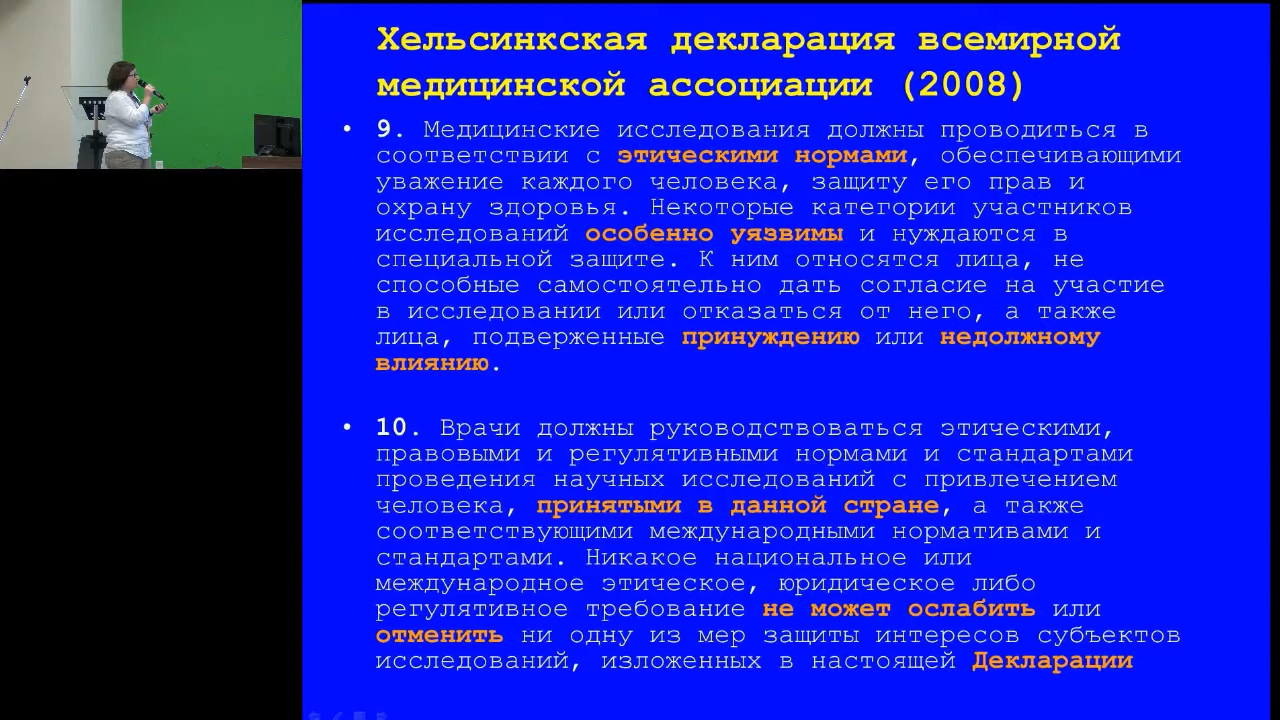 Хельсинкская декларация всемирной
медицинской ассоциации (2008)
• 9. Медицинские исследования должны проводиться в
соответствии с этическими нормами, обеспечивающими
уважение каждого человека, защиту его прав и
охрану здоровья. Некоторые категории участников
исследований особенно уязвимы и нуждаются в
специальной защите. К ним относятся лица, не
способные самостоятельно дать согласие на участие
в исследовании или отказаться от него, а также
лица, подверженные принуждению или недолжному
влиянию.
• 10. Врачи должны руководствоваться этическими,
правовыми и регулятивными нормами и стандартами
проведения научных исследований с привлечением
человека, принятыми в данной стране, а также
соответствующими международными нормативами и
стандартами. Никакое национальное или
международное этическое, юридическое либо
регулятивное требование не может ослабить или
отменить ни одну из мер защиты интересов субъектов
исследований, изложенных в настоящей Декларации